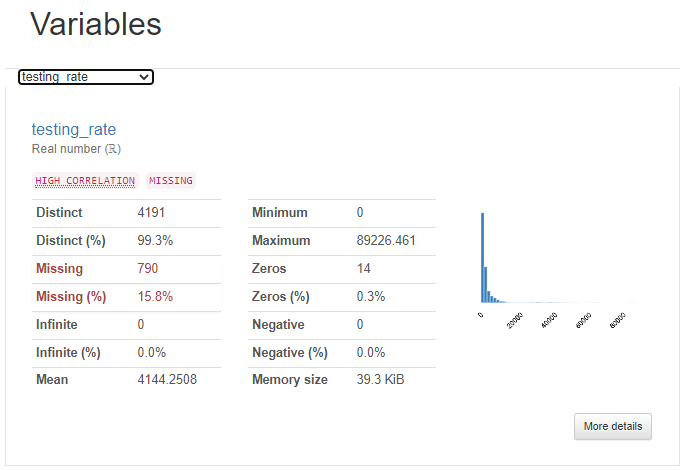 Variables
testing_rate
testing_rate
Real number (ℝ)
HIGH CORRELATION MISSING
Distinct 4191
Distinct (%) 99.3%
Missing 790
Missing (%) 15.8%
Infinite 0
Infinite (%) 0.0%
Mean 4144.2508
Minimum 0
Maximum 89226.461
Zeros 14
Zeros (%) 0.3%
Negative 0
Negative (%) 0.0%
Memory size 39.3 KiB
0 20000 40000 60000 80000
More details